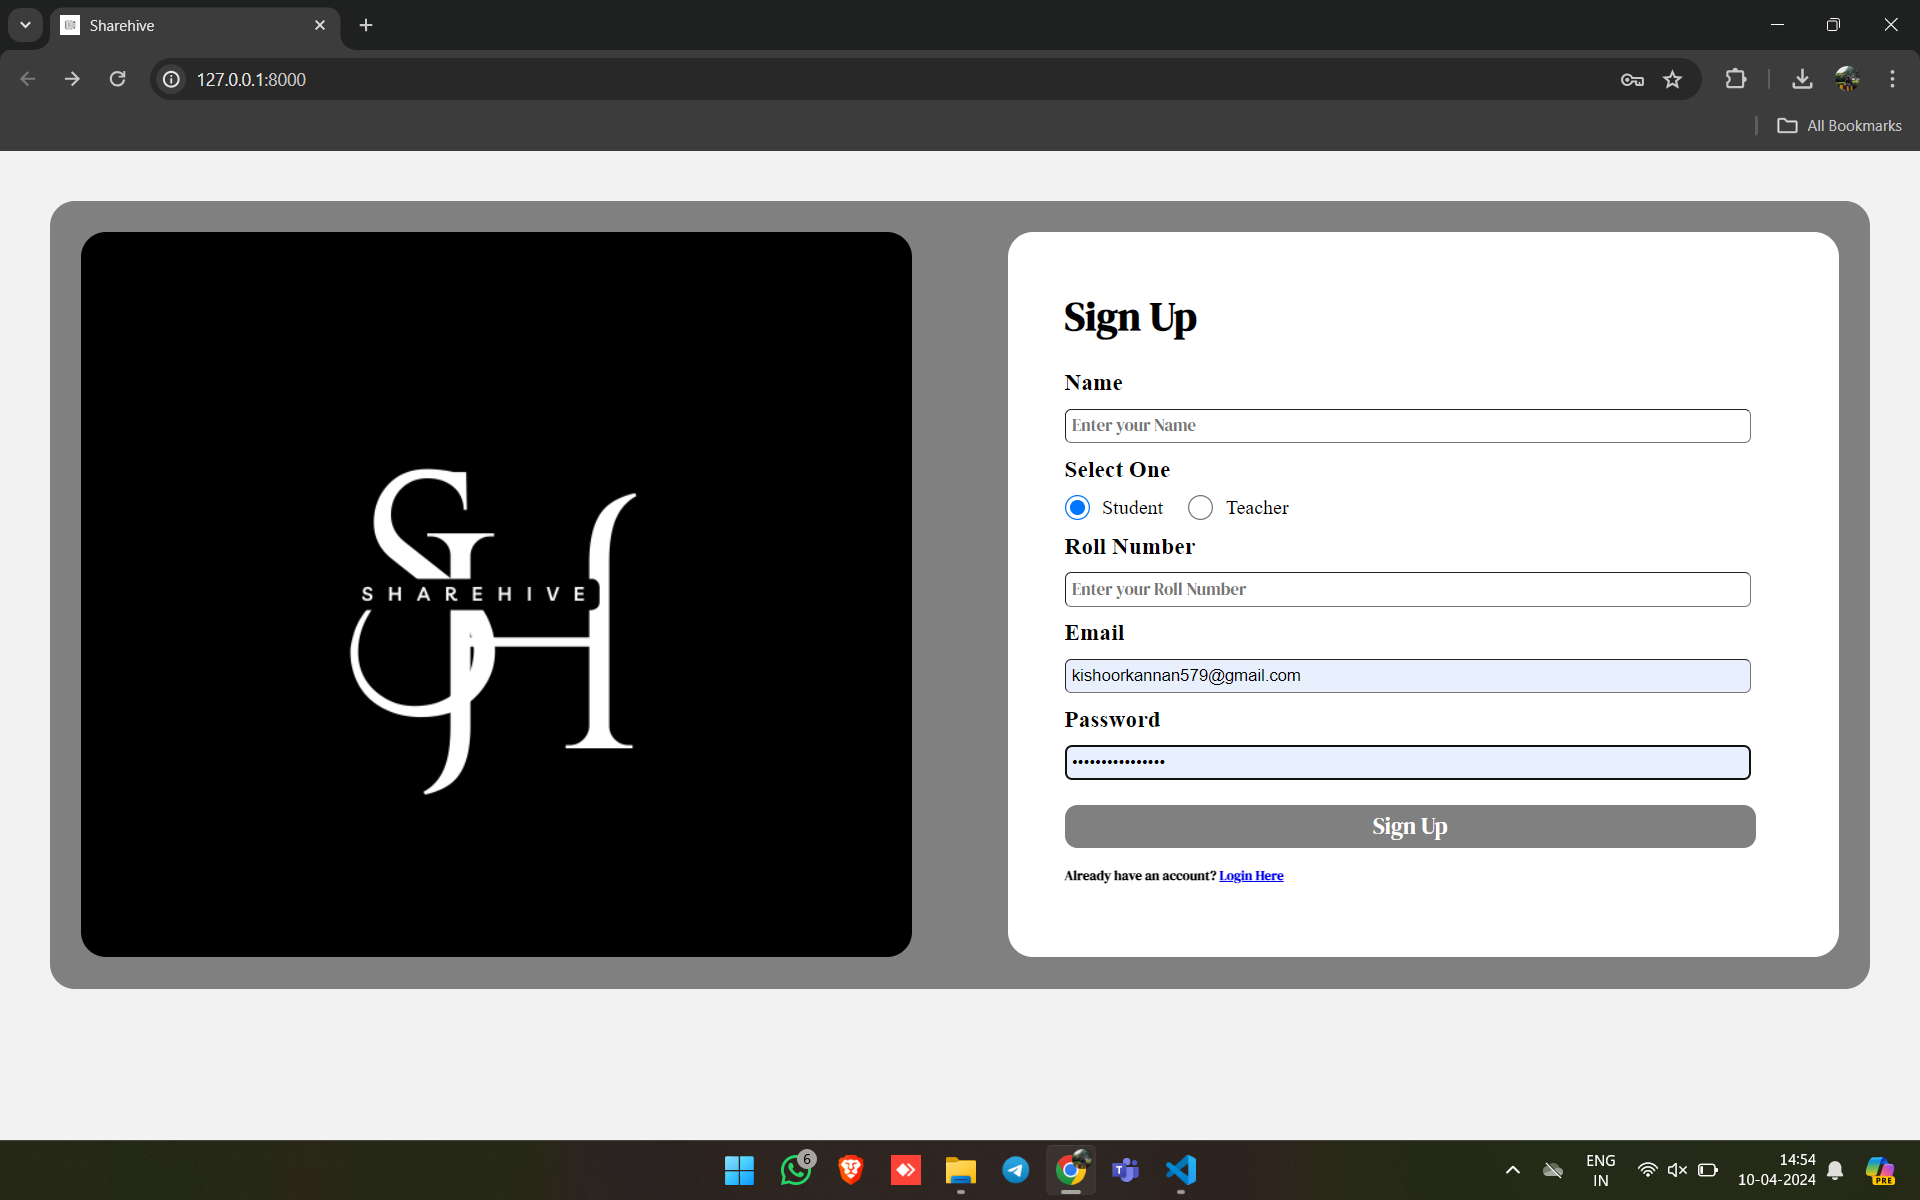 Sharehive
127.0.0.1:8000
All Bookmarks
SHAREHIVE
Sign Up
Name
Enter your Name
Select One
Student Teacher
Roll Number
Enter your Roll Number
Email
kishoorkannan579@gmail.com
Password
••••••••••••••••
Sign Up
Already have an account? Login Here
6
ENG
IN
14:54
10-04-2024
PRE